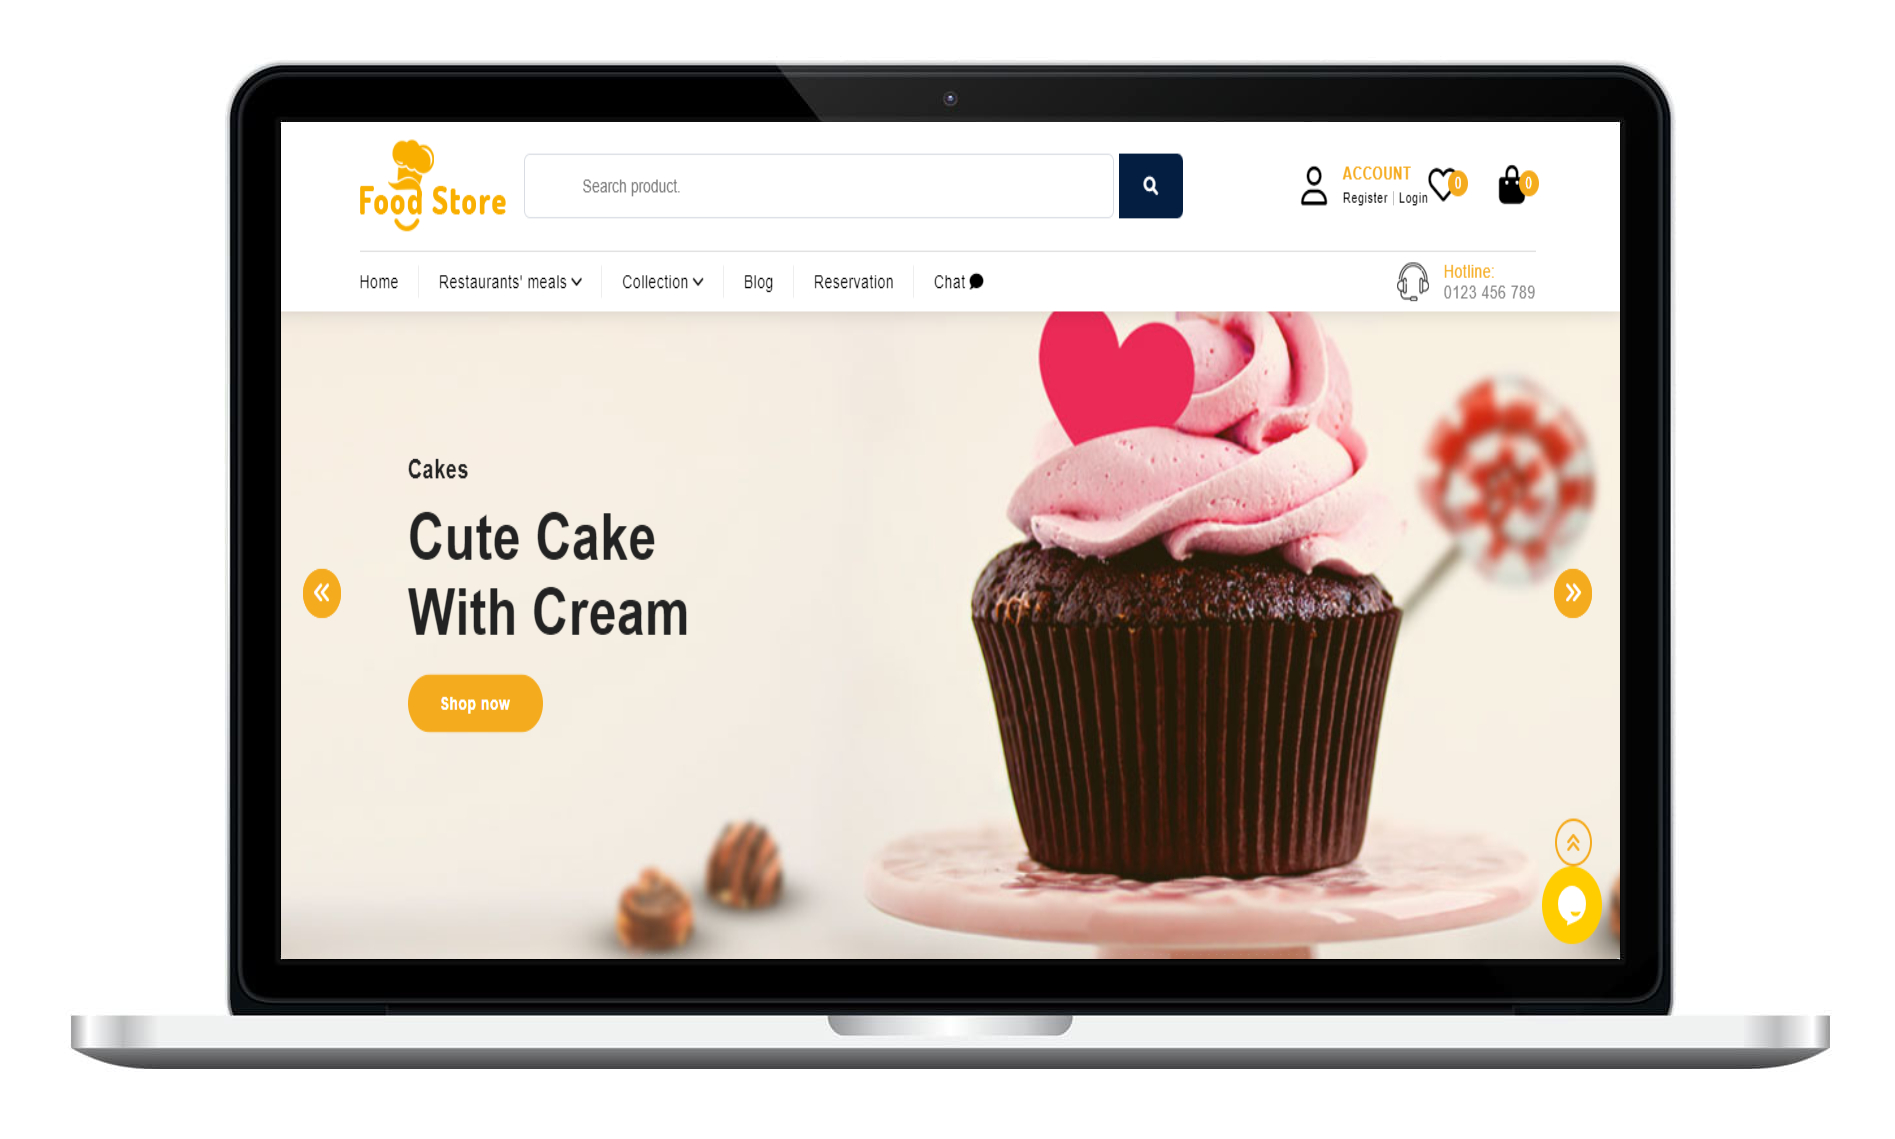 Food Store
Search product.
ACCOUNT
Register | Login
0
0
Home
Restaurants' meals
Collection
Blog
Reservation
Chat
Hotline:
0123 456 789
Cakes
Cute Cake
With Cream
Shop now